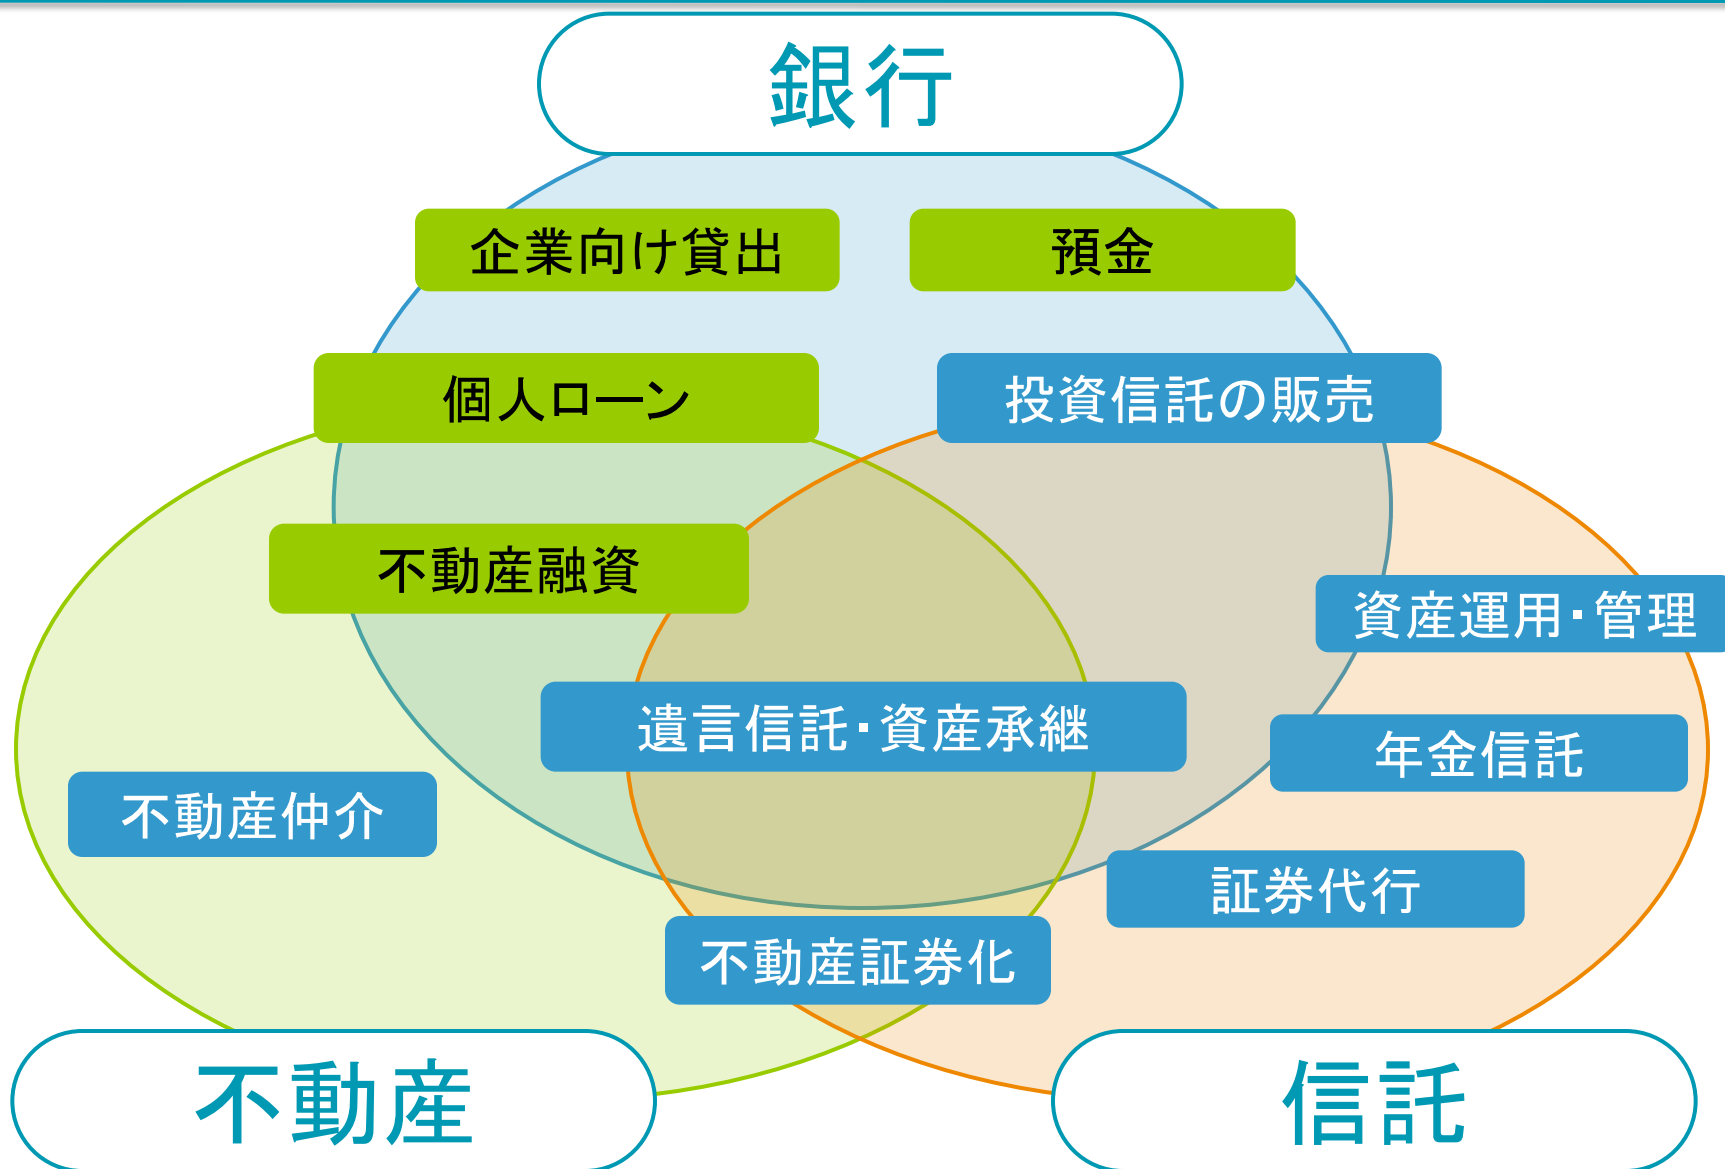 銀行
企業向け貸出
預金
個人ローン
投資信託の販売
不動産融資
資産運用・管理
遺言信託・資産承継
年金信託
不動産仲介
証券代行
不動産証券化
不動産
信託